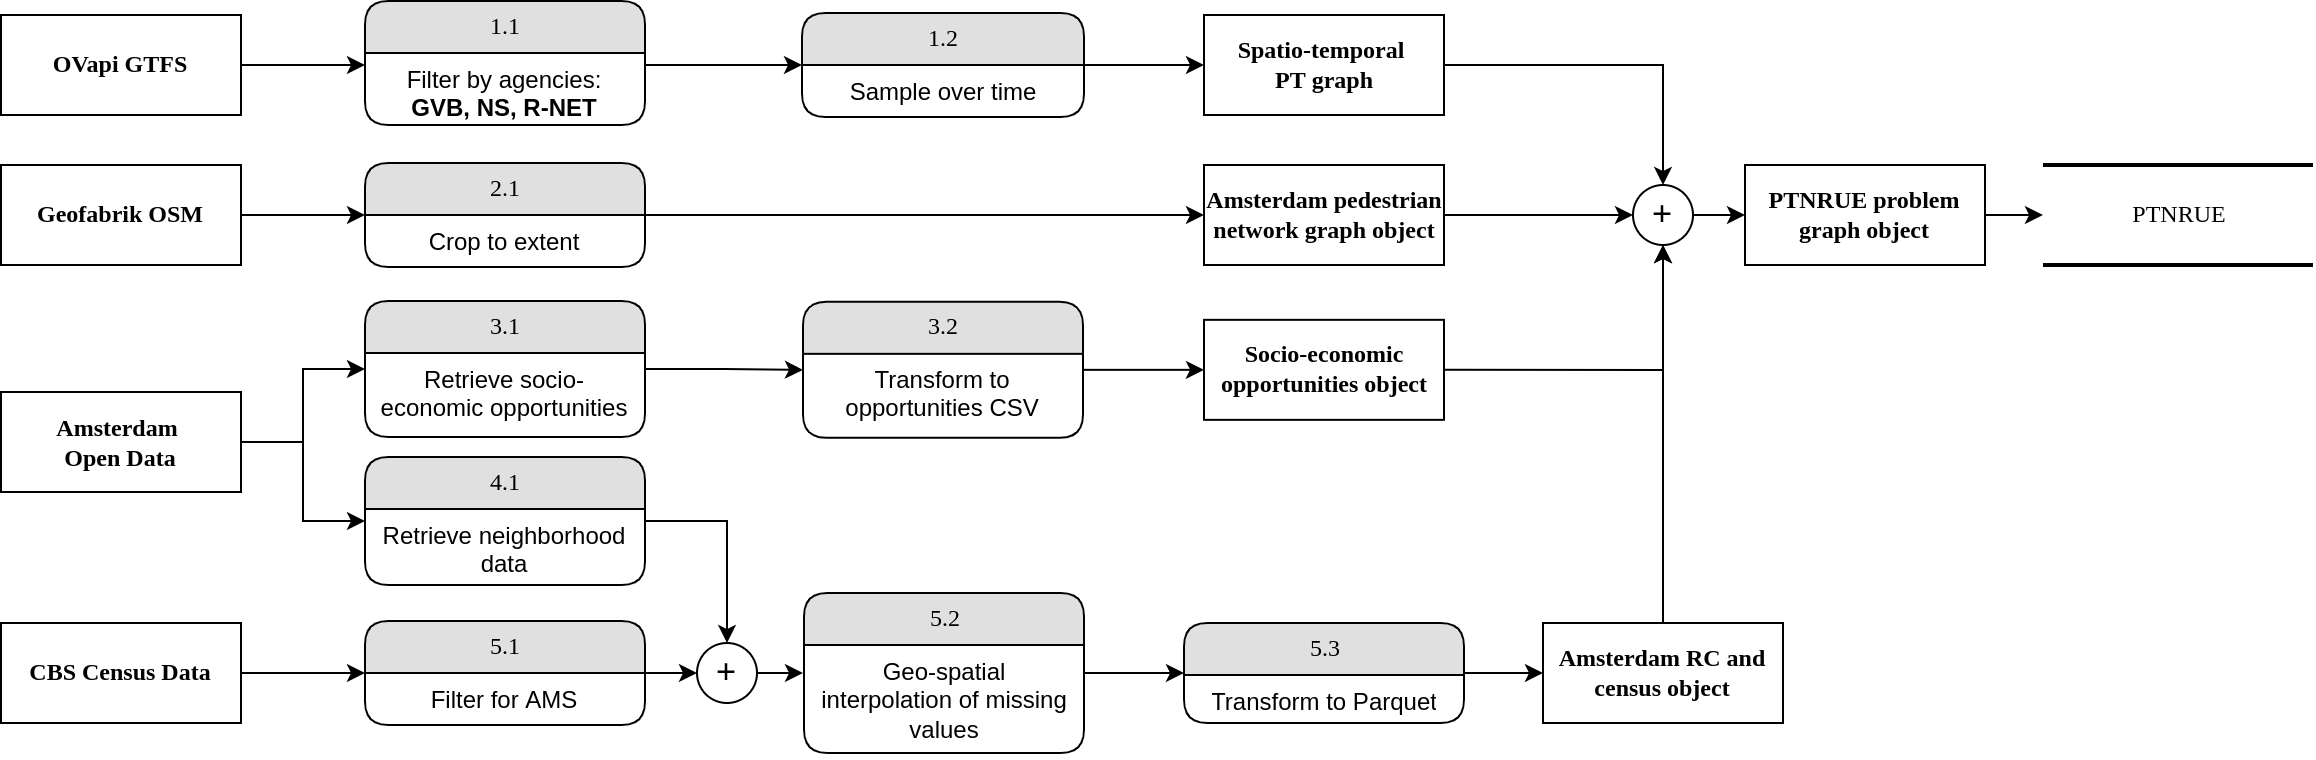 OVapi GTFS
1.1
Filter by agencies:
GVB, NS, R-NET
1.2
Sample over time
Spatio-temporal
PT graph
Geofabrik OSM
2.1
Crop to extent
Amsterdam pedestrian
network graph object
+
PTNRUE problem
graph object
PTNRUE
Amsterdam
Open Data
3.1
Retrieve socio-
economic opportunities
3.2
Transform to
opportunities CSV
Socio-economic
opportunities object
4.1
Retrieve neighborhood
data
CBS Census Data
5.1
Filter for AMS
+
5.2
Geo-spatial
interpolation of missing
values
5.3
Transform to Parquet
Amsterdam RC and
census object